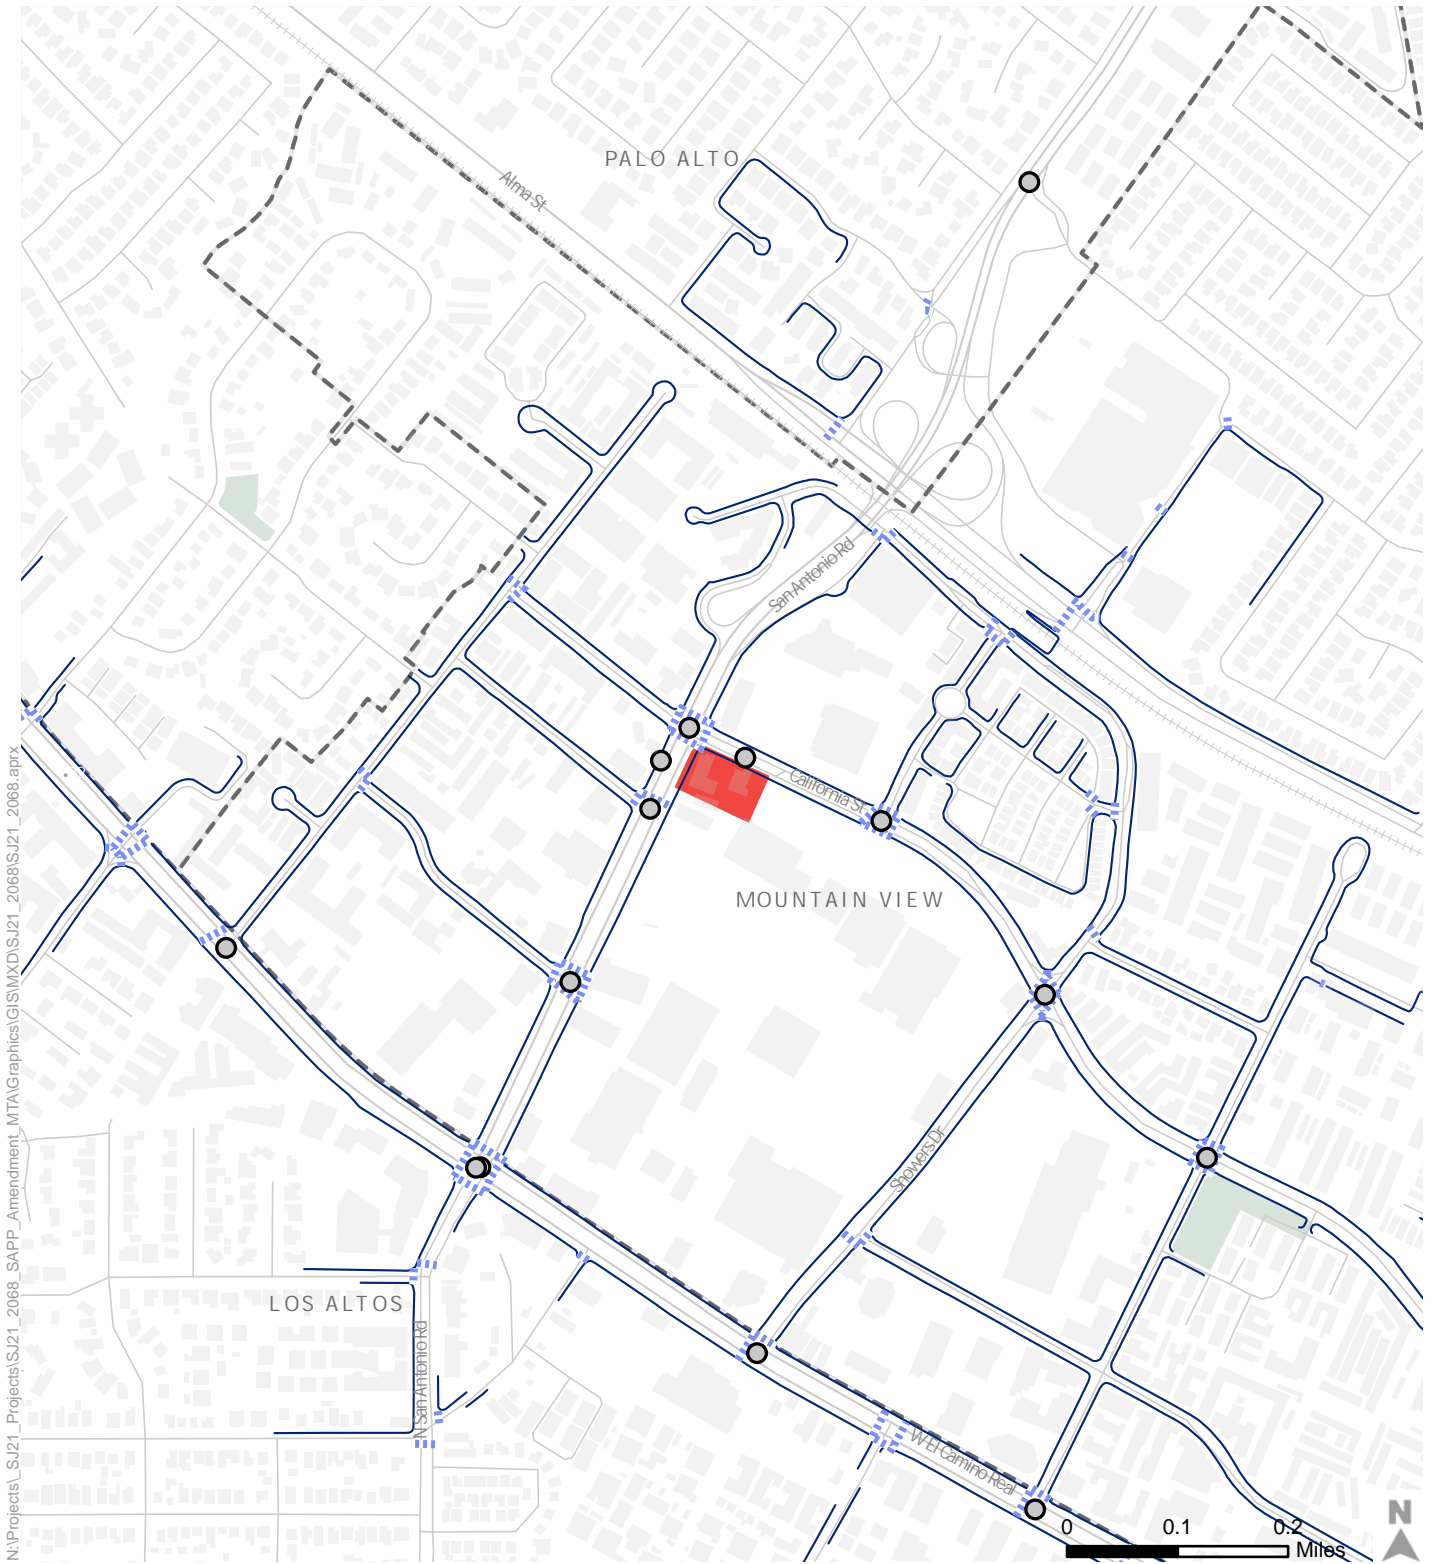 PALO ALTO
Alma St
San Antonio Rd
California St
MOUNTAIN VIEW
Showers Dr
LOS ALTOS
N San Antonio Rd
W El Camino Real
N
0 0.1 0.2
Miles
N:\Projects\_SJ21_Projects\SJ21_2068_SAPP_Amendment_MTA\Graphics\GIS\MXD\SJ21_2068\SJ21_2068.aprx